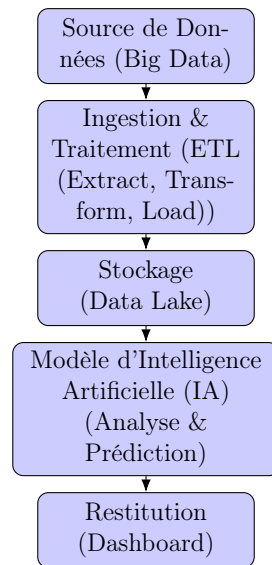 Source de Don-
nées (Big Data)
Ingestion &
Traitement (ETL
(Extract, Trans-
form, Load))
Stockage
(Data Lake)
Modèle d'Intelligence
Artificielle (IA)
(Analyse &
Prédiction)
Restitution
(Dashboard)